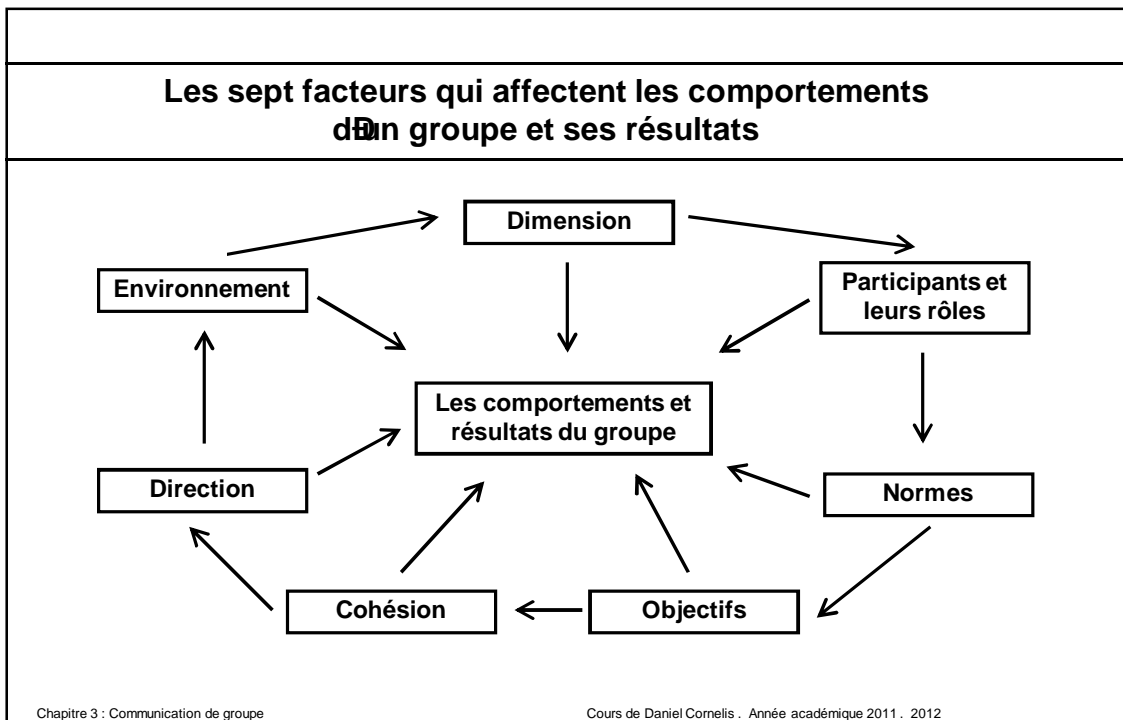 Les sept facteurs qui affectent les comportements
un groupe et ses résultats
Dimension
Environnement
Participants et
leurs rôles
Les comportements et
résultats du groupe
Direction
Normes
Cohésion
Objectifs
Chapitre 3 : Communication de groupe
Cours de Daniel Cornelis . Année académique 2011 . 2012